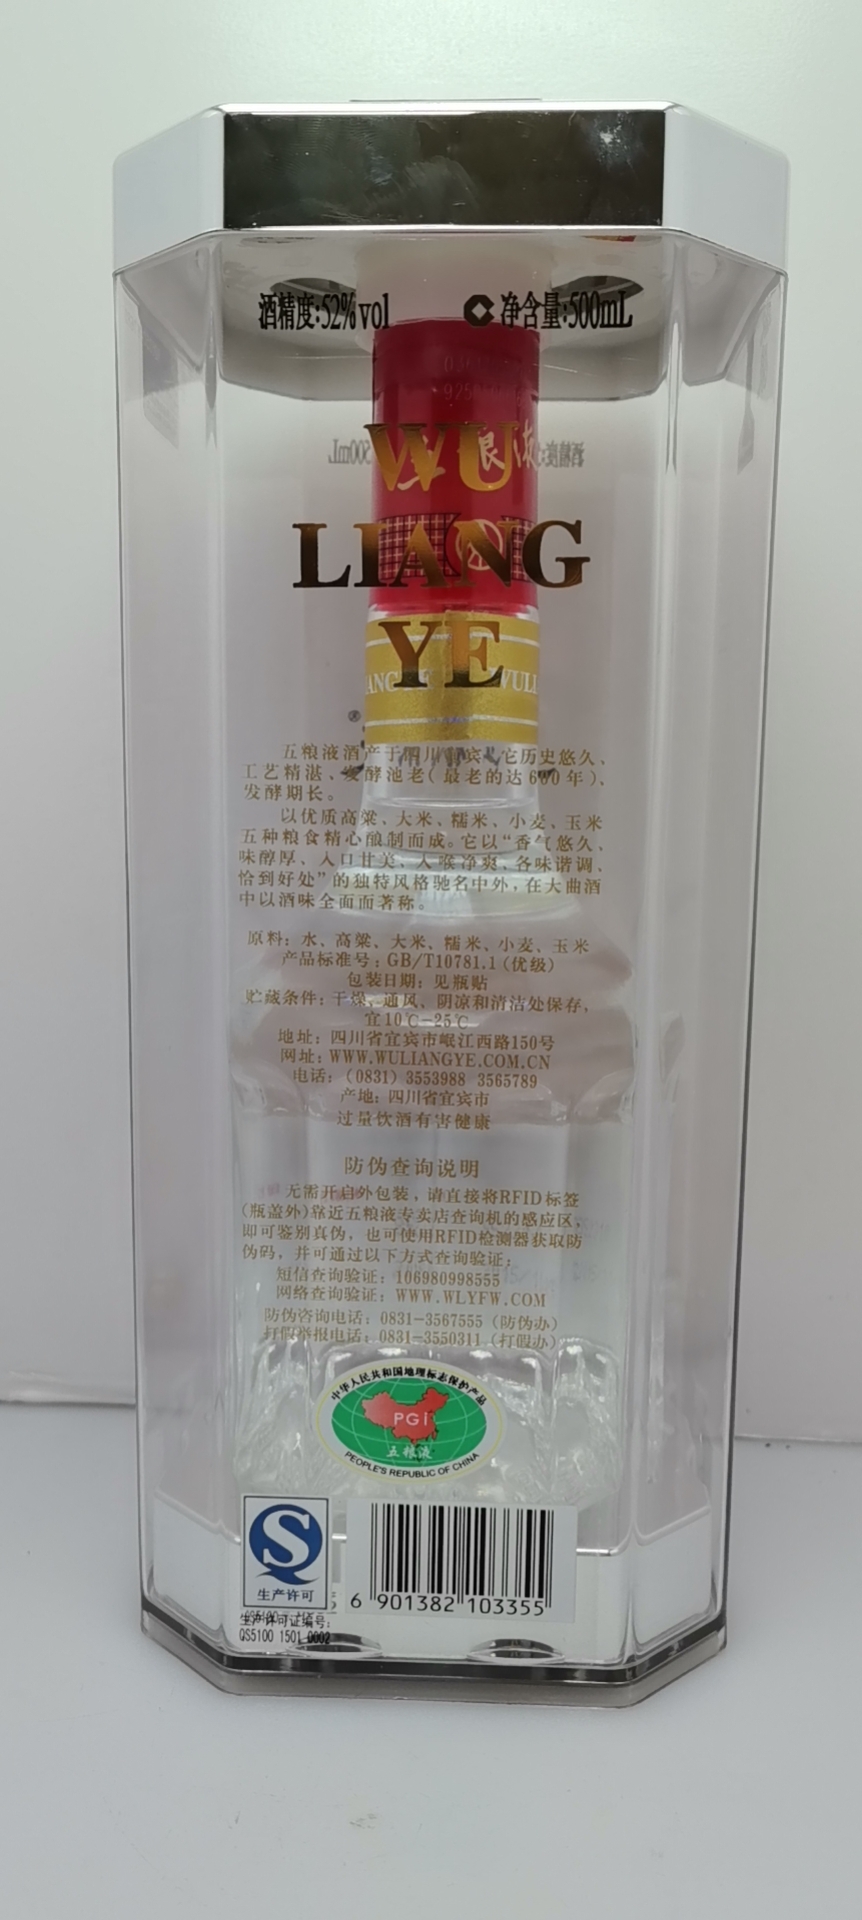 酒精度:52%vol 净含量:500mL
WU
LIANG
YE
五粮液酒产于四川宜宾,它历史悠久、
工艺精湛、发酵池老(最老的达600年)、
发酵期长。
以优质高粱、大米、糯米、小麦、玉米
五种粮食精心酿制而成。它以“香气悠久、
味醇厚、入口甘美、入喉净爽、各味谐调、
恰到好处”的独特风格驰名中外,在大曲酒
中以酒味全面而著称。
原料:水、高粱、大米、糯米、小麦、玉米
产品标准号:GB/T10781.1(优级)
包装日期:见瓶贴
贮藏条件:干燥、通风、阴凉和清洁处保存,
宜10℃-25℃
地址:四川省宜宾市岷江西路150号
网址:WWW.WULIANGYE.COM.CN
电话:(0831) 3553988 3565789
产地:四川省宜宾市
过量饮酒有害健康
防伪查询说明
无需开启外包装,请直接将RFID标签
(瓶盖外)靠近五粮液专卖店查询机的感应区,
即可鉴别真伪,也可使用RFID检测器获取防
伪码,并可通过以下方式查询验证:
短信查询验证:106980998555
网络查询验证:WWW.WLYFW.COM
防伪咨询电话:0831-3567555(防伪办)
打假举报电话:0831-3550311(打假办)
中华人民共和国地理标志保护产品
PGI
五粮液
PEOPLE'S REPUBLIC OF CHINA
S
生产许可
生产许可证编号:
QS5100 1501 0002
6 901382 103355